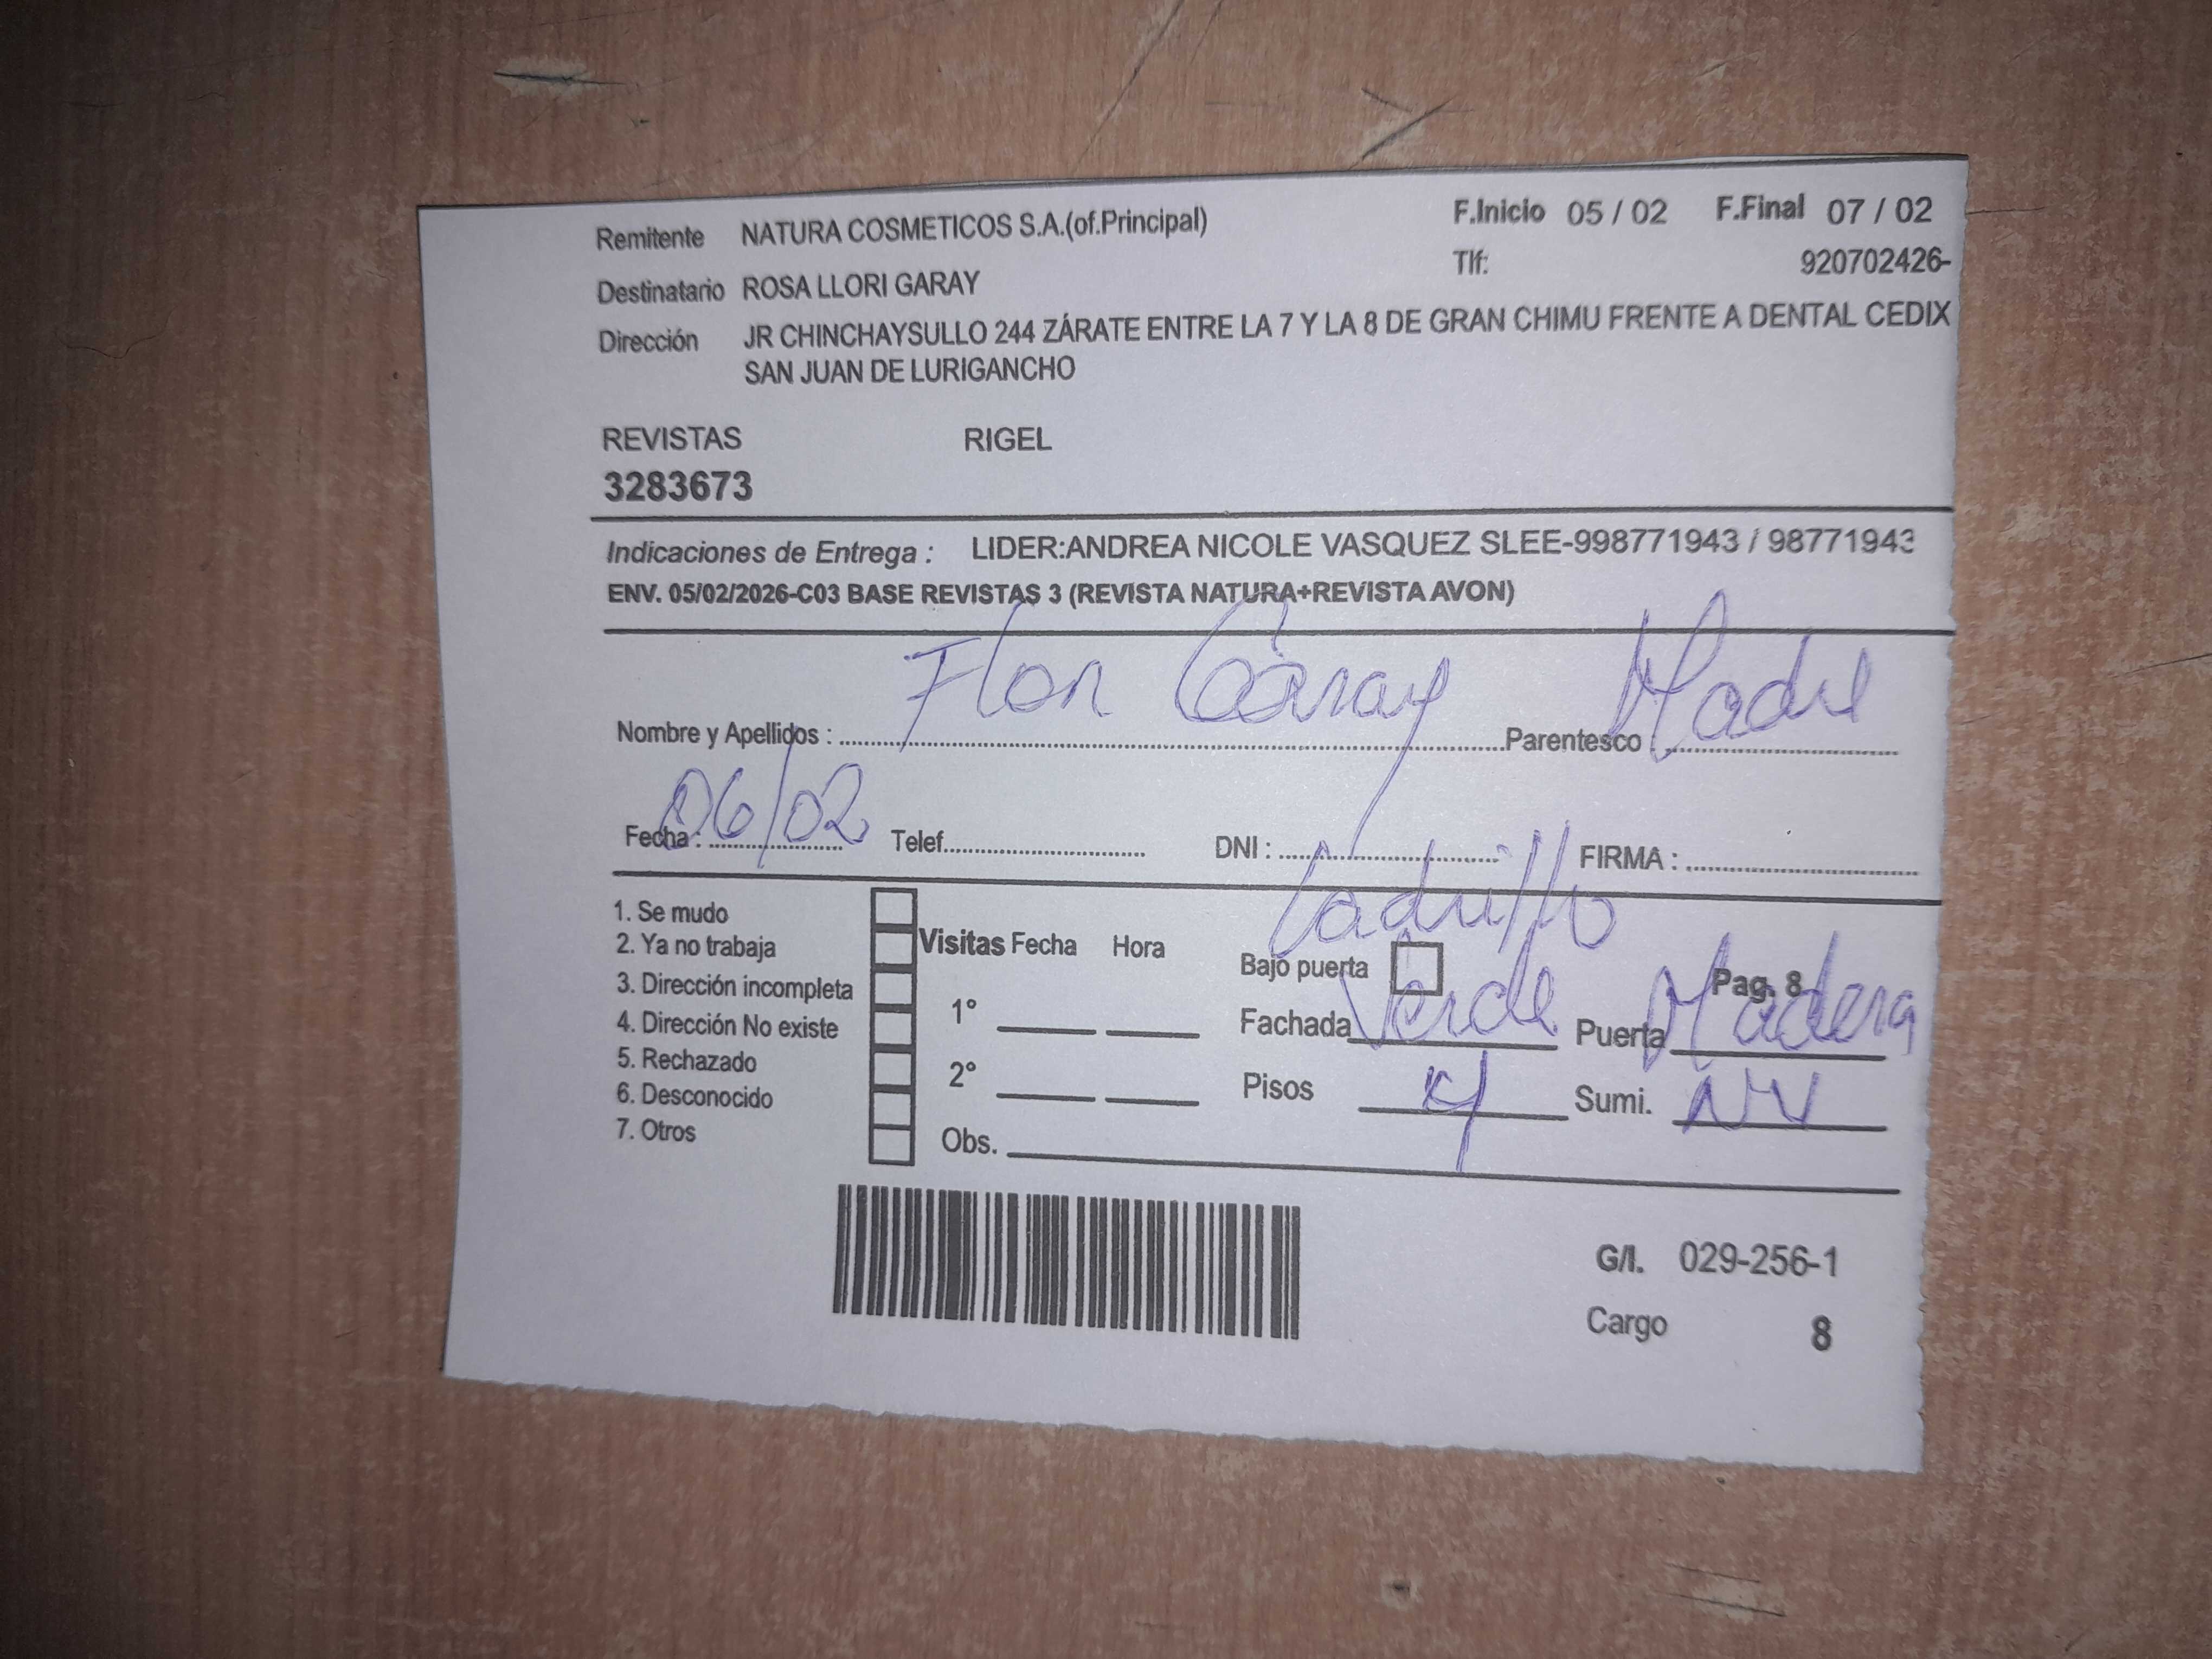 Remitente NATURA COSMETICOS S.A.(of.Principal) F.Inicio 05 / 02 F.Final 07 / 02
Tlf: 920702426-
Destinatario ROSA LLORI GARAY
Dirección JR CHINCHAYSULLO 244 ZÁRATE ENTRE LA 7 Y LA 8 DE GRAN CHIMU FRENTE A DENTAL CEDIX
SAN JUAN DE LURIGANCHO
REVISTAS RIGEL
3283673
Indicaciones de Entrega : LIDER:ANDREA NICOLE VASQUEZ SLEE-998771943 / 98771943
ENV. 05/02/2026-C03 BASE REVISTAS 3 (REVISTA NATURA+REVISTA AVON)
Nombre y Apellidos : Flor Garay Parentesco Madre
Fecha : 06/02 Telef. DNI : FIRMA :
1. Se mudo
2. Ya no trabaja
3. Dirección incompleta
4. Dirección No existe
5. Rechazado
6. Desconocido
7. Otros
Visitas Fecha Hora
1°
2°
Obs.
Ladrillo
Bajo puerta Pag. 8
Fachada Verde Puerta Madera
Pisos 4 Sumi. NV
G/I. 029-256-1
Cargo 8